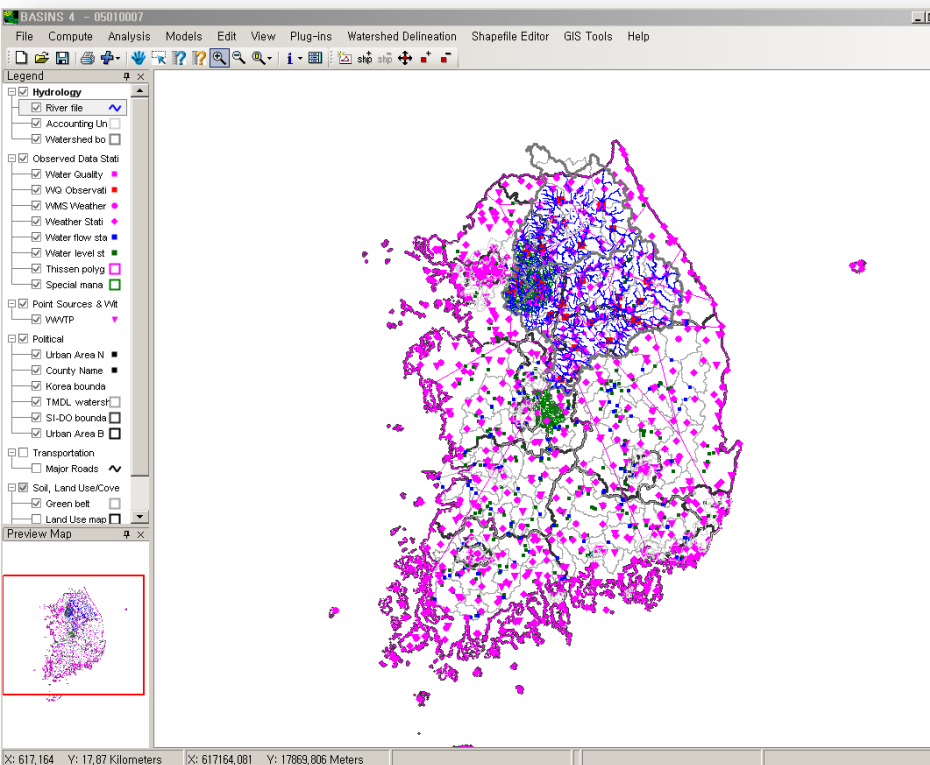 BASINS 4 - 05010007
File Compute Analysis Models Edit View Plug-ins Watershed Delineation Shapefile Editor GIS Tools Help
shp shp
Legend
Hydrology
River file
Accounting Un
Watershed bo
Observed Data Stati
Water Quality
WQ Observati
WMS Weather
Weather Stati
Water flow sta
Water level st
Thissen polyg
Special mana
Point Sources & Wit
WWTP
Political
Urban Area N
County Name
Korea bounda
TMDL watersh
SI-DO bounda
Urban Area B
Transportation
Major Roads
Soil, Land Use/Cove
Green belt
Land Use map
Preview Map
X: 617,164 Y: 17,87 Kilometers X: 617164,081 Y: 17869,806 Meters